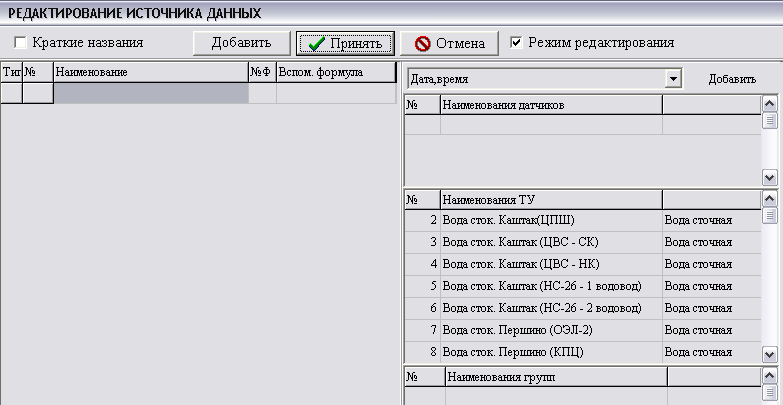 РЕДАКТИРОВАНИЕ ИСТОЧНИКА ДАННЫХ
Краткие названия Добавить Принять Отмена Режим редактирования
Тип № Наименование №Ф Вспом. формула
Дата,время Добавить
№ Наименования датчиков
№ Наименования ТУ
2 Вода сток. Каштак(ЦПШ) Вода сточная
3 Вода сток. Каштак (ЦВС - СК) Вода сточная
4 Вода сток. Каштак (ЦВС - НК) Вода сточная
5 Вода сток. Каштак (НС-2б - 1 водовод) Вода сточная
6 Вода сток. Каштак (НС-2б - 2 водовод) Вода сточная
7 Вода сток. Першино (ОЭЛ-2) Вода сточная
8 Вода сток. Першино (КПЦ) Вода сточная
№ Наименования групп